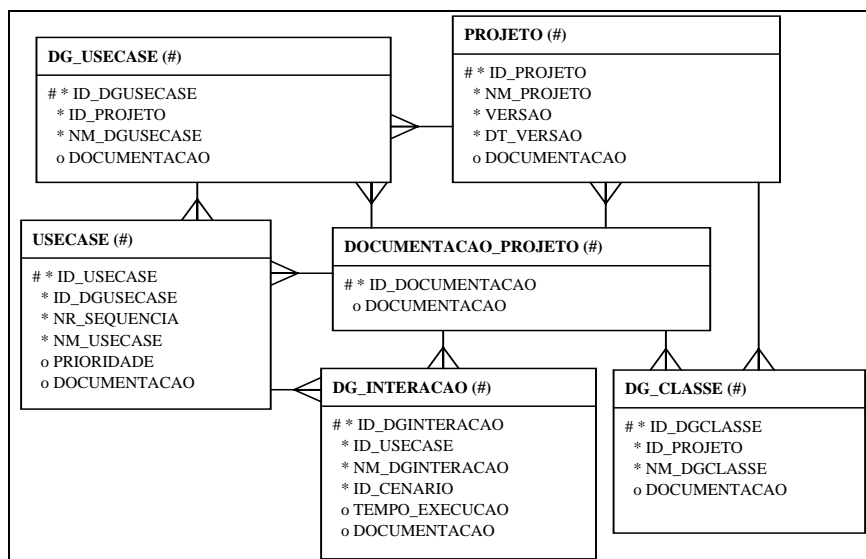 DG_USECASE (#)
# * ID_DGUSECASE
* ID_PROJETO
* NM_DGUSECASE
o DOCUMENTACAO
PROJETO (#)
# * ID_PROJETO
* NM_PROJETO
* VERSAO
* DT_VERSAO
o DOCUMENTACAO
USECASE (#)
# * ID_USECASE
* ID_DGUSECASE
* NR_SEQUENCIA
* NM_USECASE
o PRIORIDADE
o DOCUMENTACAO
DOCUMENTACAO_PROJETO (#)
# * ID_DOCUMENTACAO
o DOCUMENTACAO
DG_INTERACAO (#)
# * ID_DGINTERACAO
* ID_USECASE
* NM_DGINTERACAO
* ID_CENARIO
o TEMPO_EXECUCAO
o DOCUMENTACAO
DG_CLASSE (#)
# * ID_DGCLASSE
* ID_PROJETO
* NM_DGCLASSE
o DOCUMENTACAO